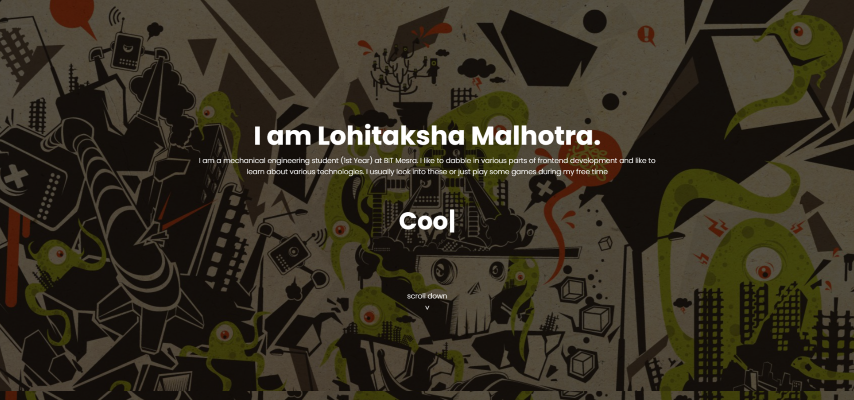 I am Lohitaksha Malhotra.
I am a mechanical engineering student (1st Year) at BIT Mesra. I like to dabble in various parts of frontend development and like to
learn about various technologies. I usually look into these or just play some games during my free time
Cool
scroll down
v